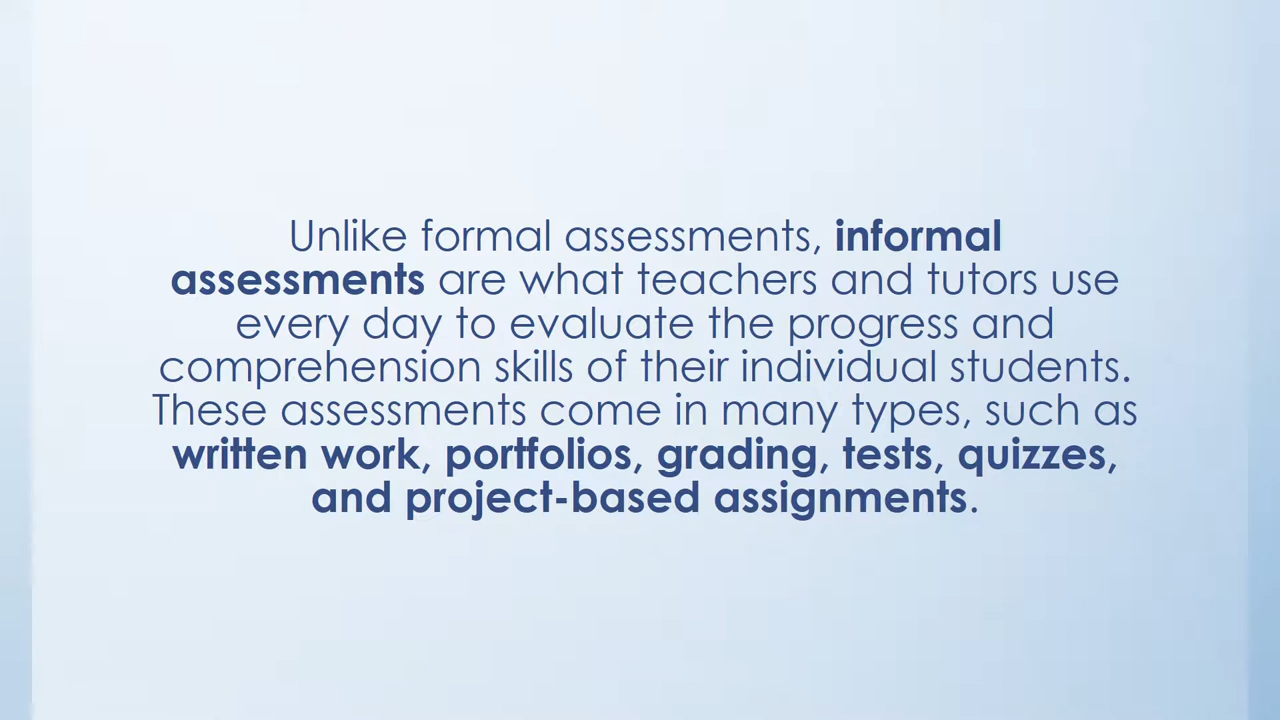 Unlike formal assessments, informal
assessments are what teachers and tutors use
every day to evaluate the progress and
comprehension skills of their individual students.
These assessments come in many types, such as
written work, portfolios, grading, tests, quizzes,
and project-based assignments.